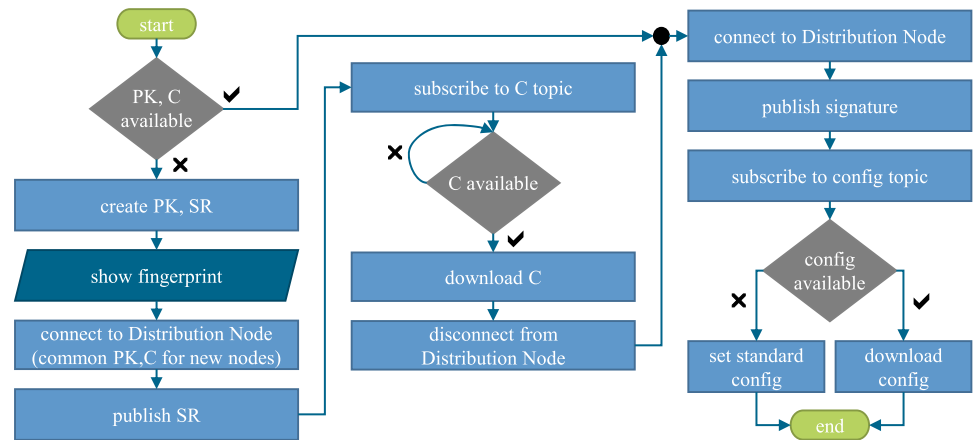 start
PK, C
available
create PK, SR
show fingerprint
connect to Distribution Node
(common PK,C for new nodes)
publish SR
subscribe to C topic
C available
download C
disconnect from
Distribution Node
connect to Distribution Node
publish signature
subscribe to config topic
config
available
set standard
config
download
config
end